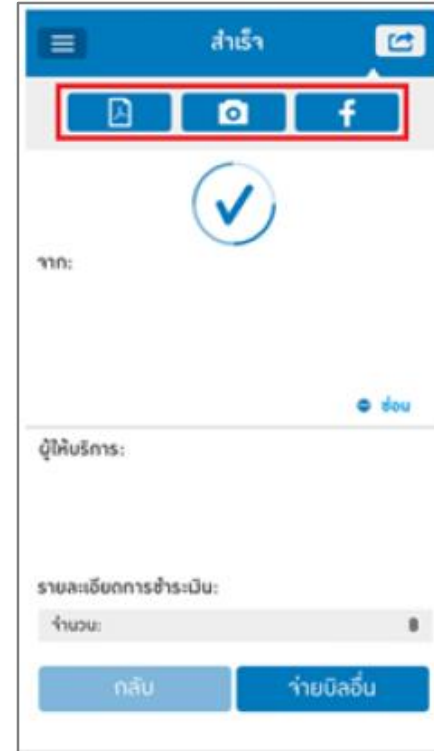 สำเร็จ
จาก:
ซ่อน
ผู้ให้บริการ:
รายละเอียดการชำระเงิน:
จำนวน: ฿
กลับ จ่ายบิลอื่น